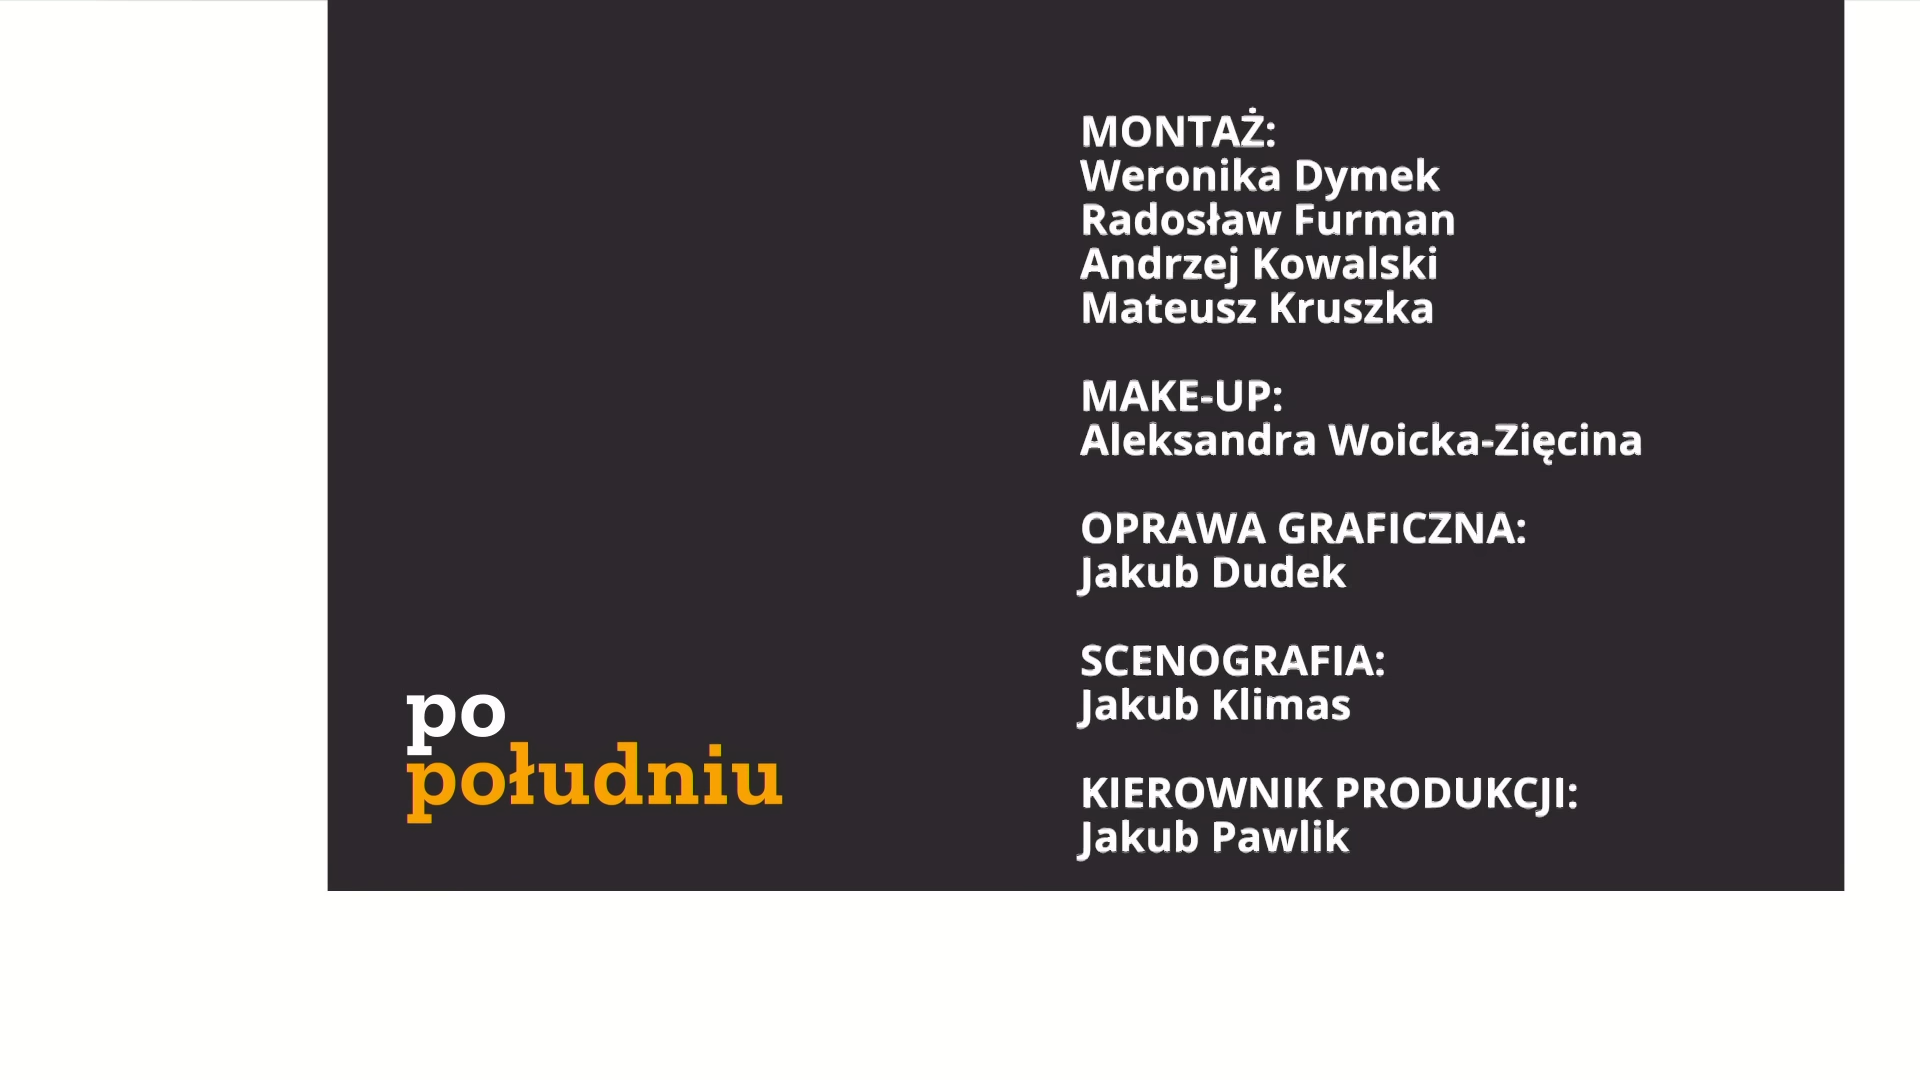 MONTAŻ:
Weronika Dymek
Radosław Furman
Andrzej Kowalski
Mateusz Kruszka
MAKE-UP:
Aleksandra Woicka-Zięcina
OPRAWA GRAFICZNA:
Jakub Dudek
SCENOGRAFIA:
Jakub Klimas
KIEROWNIK PRODUKCJI:
Jakub Pawlik
po
południu